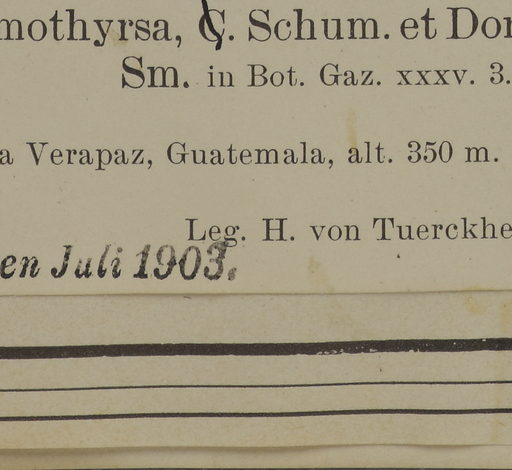 mothyrsa, C. Schum. et Don
Sm. in Bot. Gaz. xxxv. 3.
a Verapaz, Guatemala, alt. 350 m.
Leg. H. von Tuerckhe
en Juli 1903.